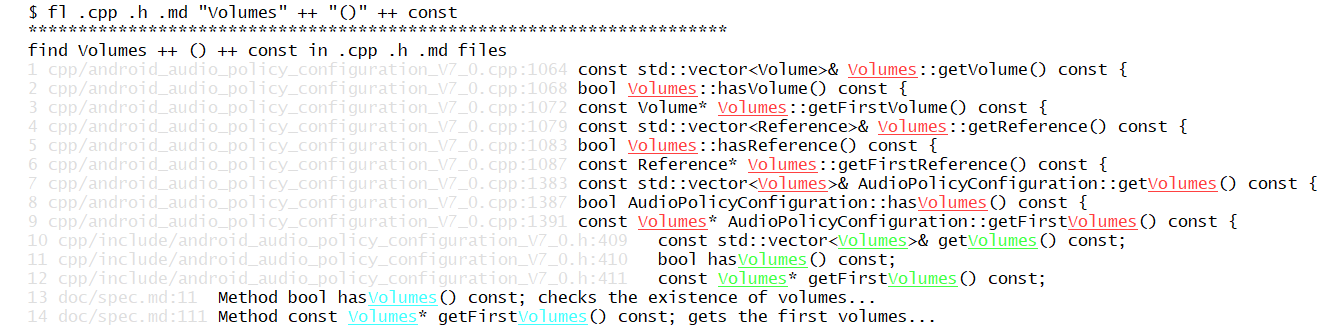 $ fl .cpp .h .md "Volumes" ++ "()" ++ const
**********************************************************************
find Volumes ++ () ++ const in .cpp .h .md files
1 cpp/android_audio_policy_configuration_V7_0.cpp:1064 const std::vector<Volume>& Volumes::getVolume() const {
2 cpp/android_audio_policy_configuration_V7_0.cpp:1068 bool Volumes::hasVolume() const {
3 cpp/android_audio_policy_configuration_V7_0.cpp:1072 const Volume* Volumes::getFirstVolume() const {
4 cpp/android_audio_policy_configuration_V7_0.cpp:1079 const std::vector<Reference>& Volumes::getReference() const {
5 cpp/android_audio_policy_configuration_V7_0.cpp:1083 bool Volumes::hasReference() const {
6 cpp/android_audio_policy_configuration_V7_0.cpp:1087 const Reference* Volumes::getFirstReference() const {
7 cpp/android_audio_policy_configuration_V7_0.cpp:1383 const std::vector<Volumes>& AudioPolicyConfiguration::getVolumes() const {
8 cpp/android_audio_policy_configuration_V7_0.cpp:1387 bool AudioPolicyConfiguration::hasVolumes() const {
9 cpp/android_audio_policy_configuration_V7_0.cpp:1391 const Volumes* AudioPolicyConfiguration::getFirstVolumes() const {
10 cpp/include/android_audio_policy_configuration_V7_0.h:409 const std::vector<Volumes>& getVolumes() const;
11 cpp/include/android_audio_policy_configuration_V7_0.h:410 bool hasVolumes() const;
12 cpp/include/android_audio_policy_configuration_V7_0.h:411 const Volumes* getFirstVolumes() const;
13 doc/spec.md:11 Method bool hasVolumes() const; checks the existence of volumes...
14 doc/spec.md:111 Method const Volumes* getFirstVolumes() const; gets the first volumes...